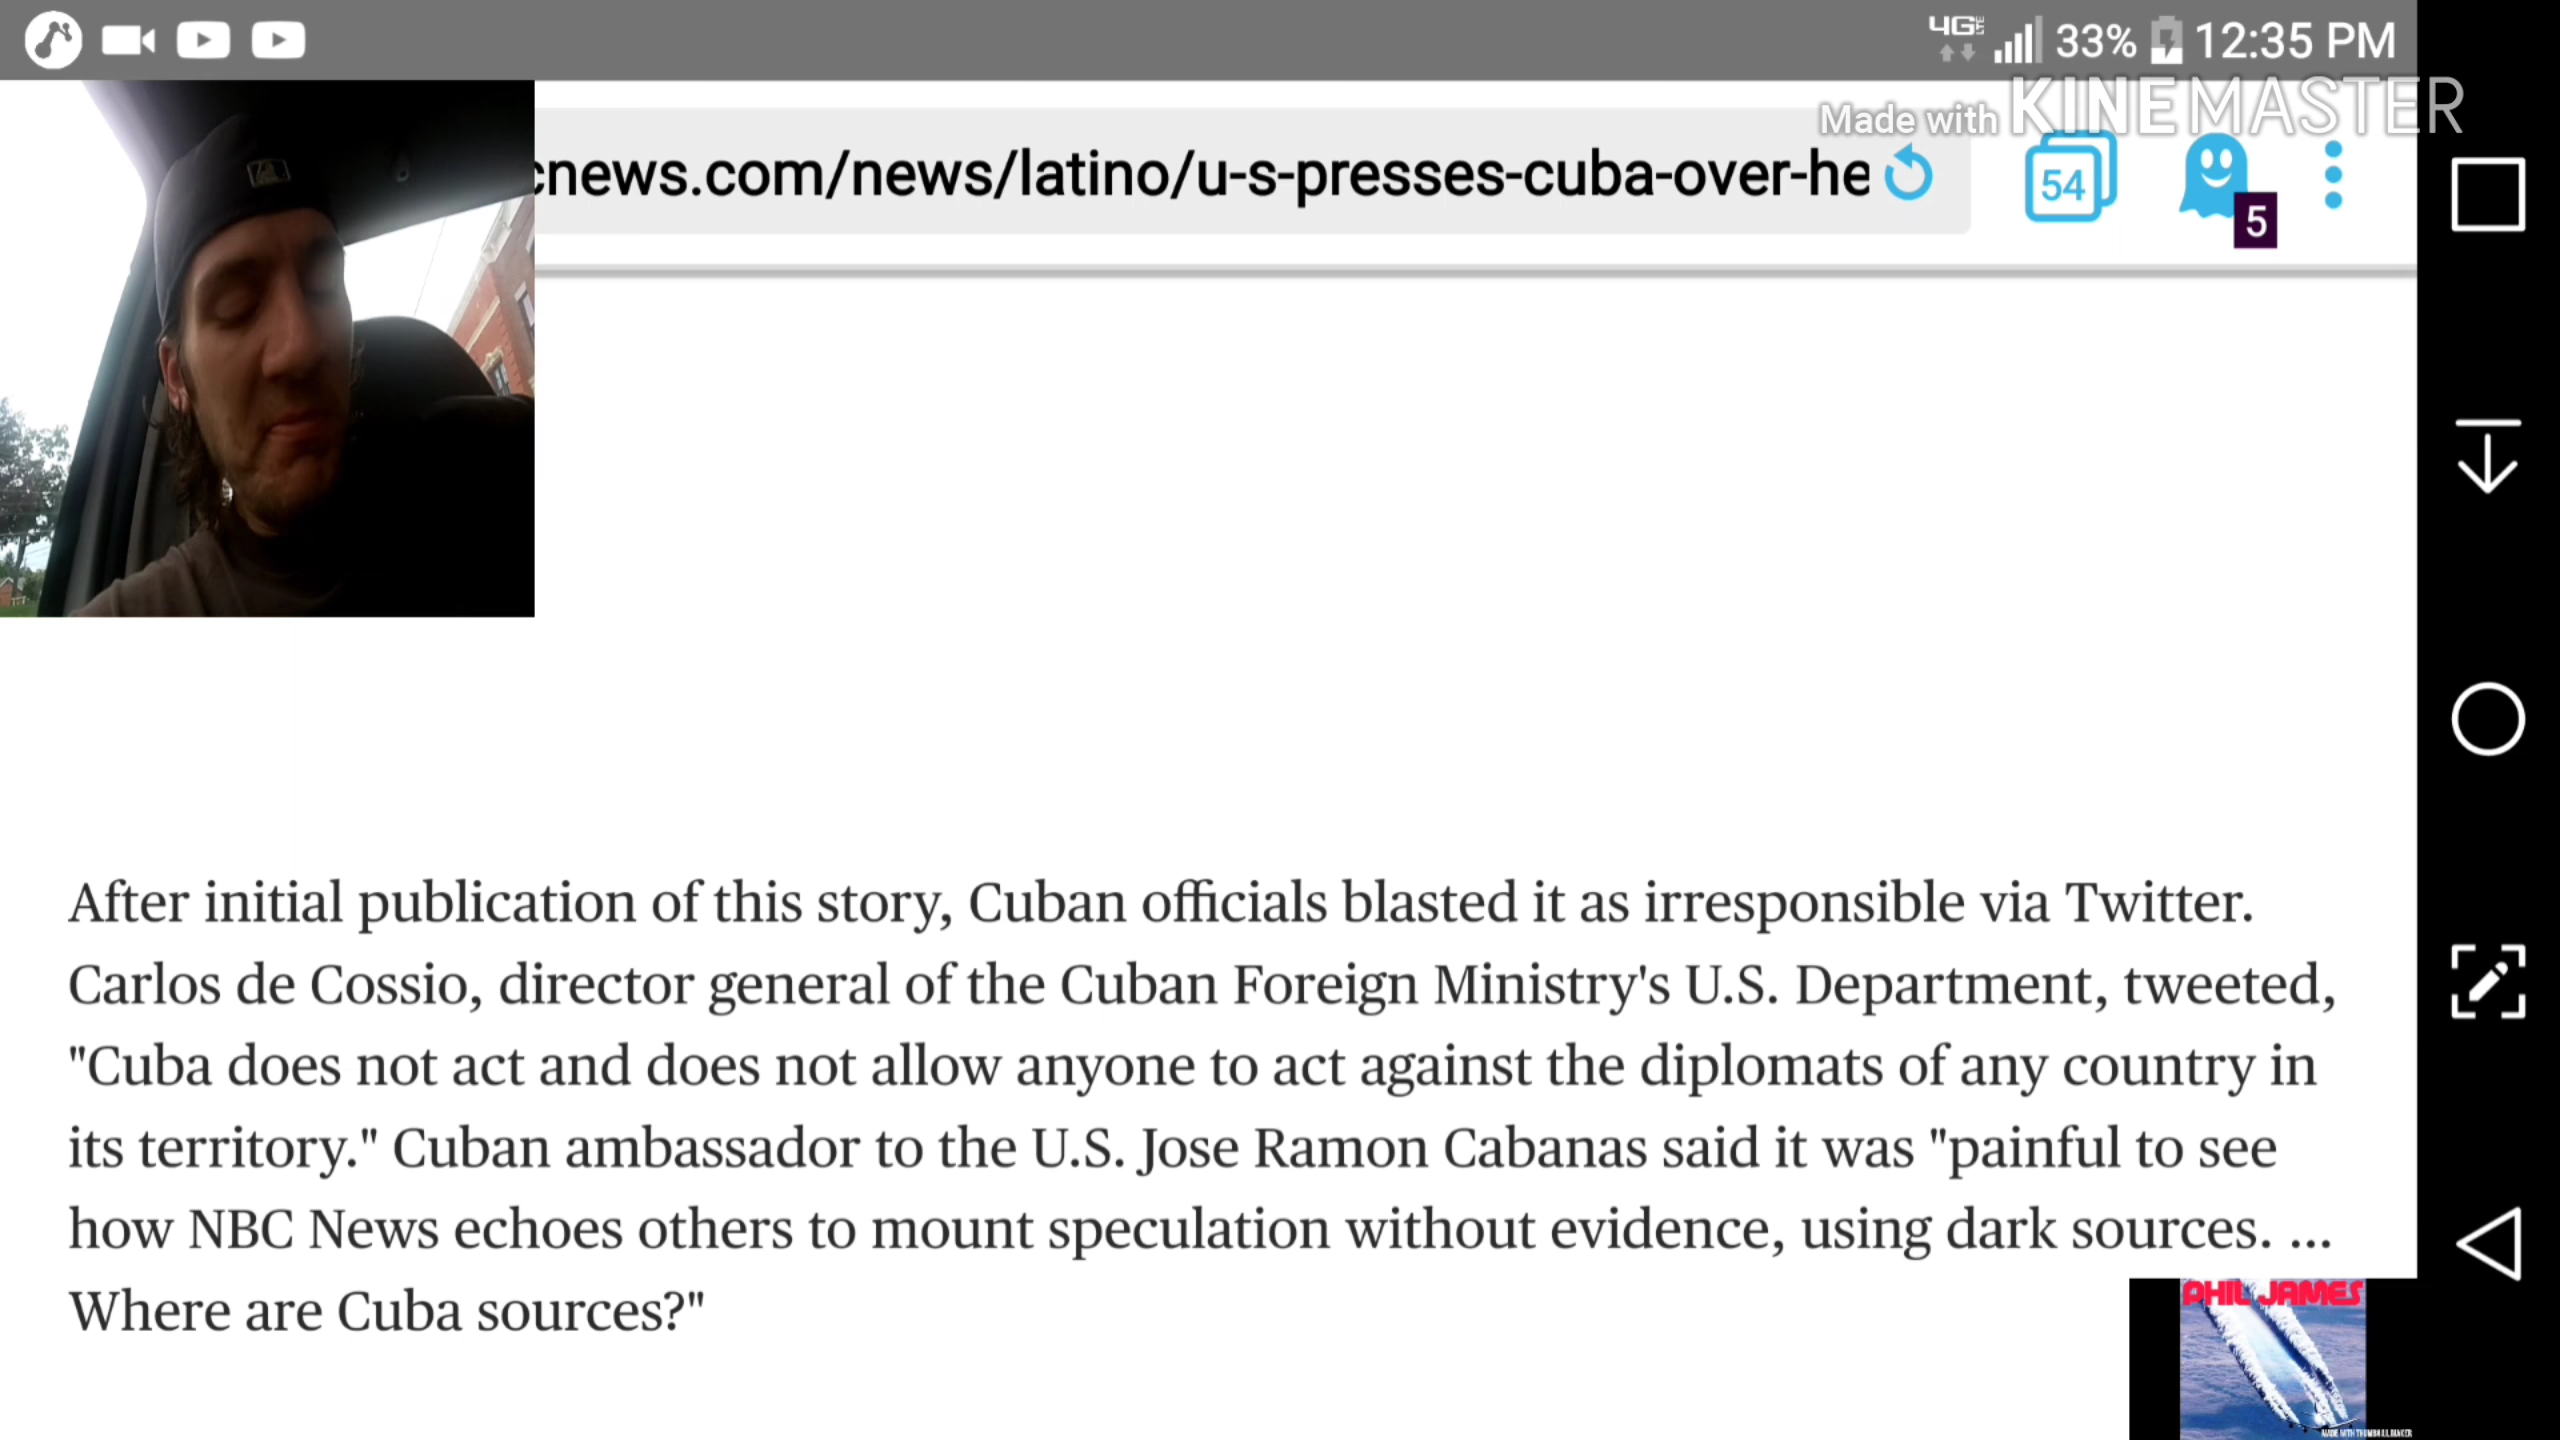 4G LTE 33% 12:35 PM
Made with KINEMASTER
cnews.com/news/latino/u-s-presses-cuba-over-he
54
5
After initial publication of this story, Cuban officials blasted it as irresponsible via Twitter.
Carlos de Cossio, director general of the Cuban Foreign Ministry's U.S. Department, tweeted,
"Cuba does not act and does not allow anyone to act against the diplomats of any country in
its territory." Cuban ambassador to the U.S. Jose Ramon Cabanas said it was "painful to see
how NBC News echoes others to mount speculation without evidence, using dark sources. ...
Where are Cuba sources?"
PHIL JAMES
MADE WITH THUMBNAILMAKER